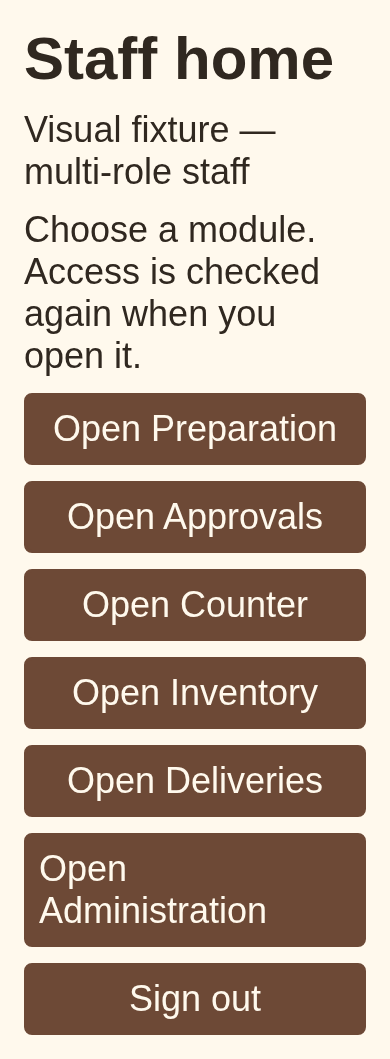 Staff home
Visual fixture —
multi-role staff
Choose a module.
Access is checked
again when you
open it.
Open Preparation
Open Approvals
Open Counter
Open Inventory
Open Deliveries
Open
Administration
Sign out